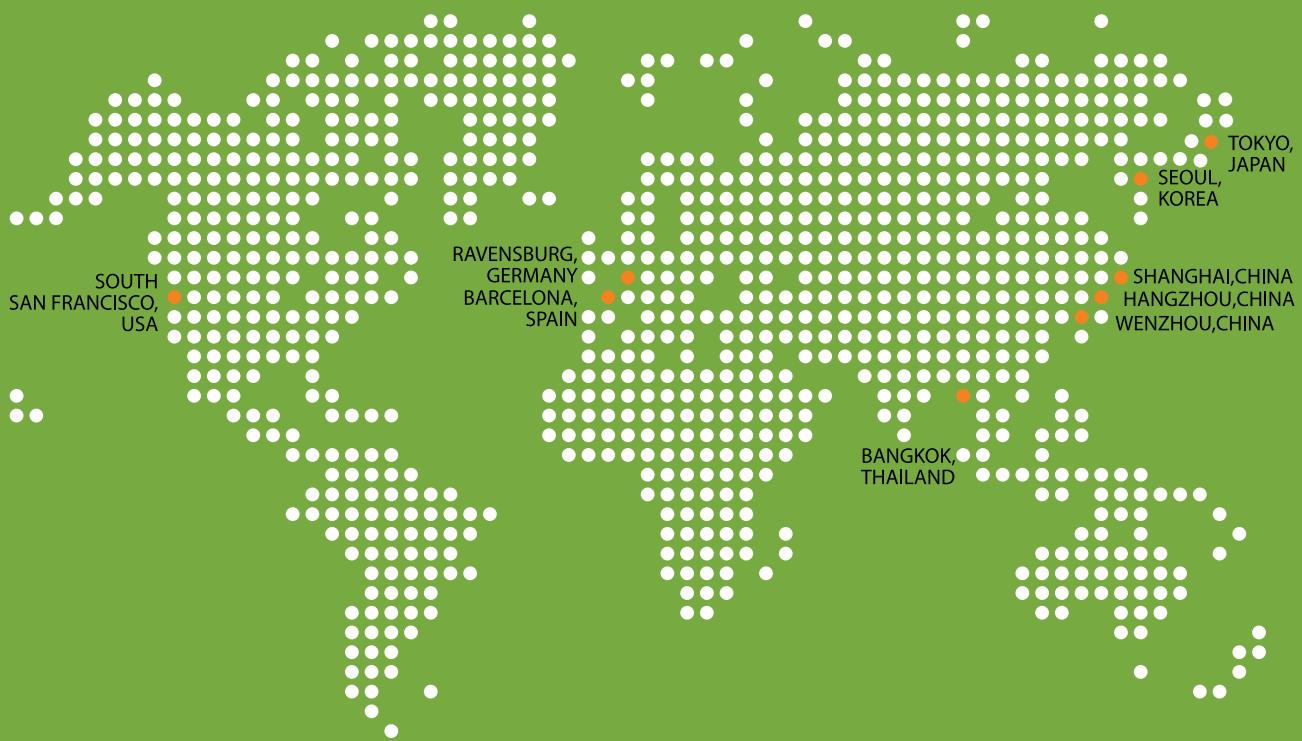 TOKYO,
JAPAN
SEOUL,
KOREA
RAVENSBURG,
GERMANY
BARCELONA,
SPAIN
SOUTH
SAN FRANCISCO,
USA
SHANGHAI,CHINA
HANGZHOU,CHINA
WENZHOU,CHINA
BANGKOK,
THAILAND